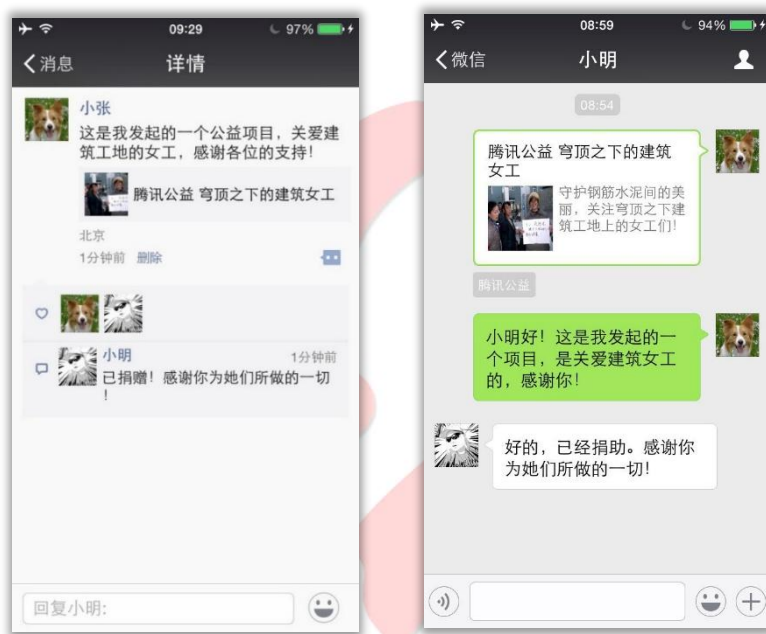 09:29
97%
消息
详情
小张
这是我发起的一个公益项目，关爱建
筑工地的女工，感谢各位的支持！
腾讯公益 穹顶之下的建筑女工
北京
1分钟前 删除
小明
1分钟前
已捐赠！感谢你为她们所做的一切
！
回复小明:
08:59
94%
微信
小明
08:54
腾讯公益 穹顶之下的建筑
女工
守护钢筋水泥间的美
丽，关注穹顶之下建
筑工地上的女工们！
腾讯公益
小明好！这是我发起的一
个项目，是关爱建筑女工
的，感谢你！
好的，已经捐助。感谢你
为她们所做的一切！